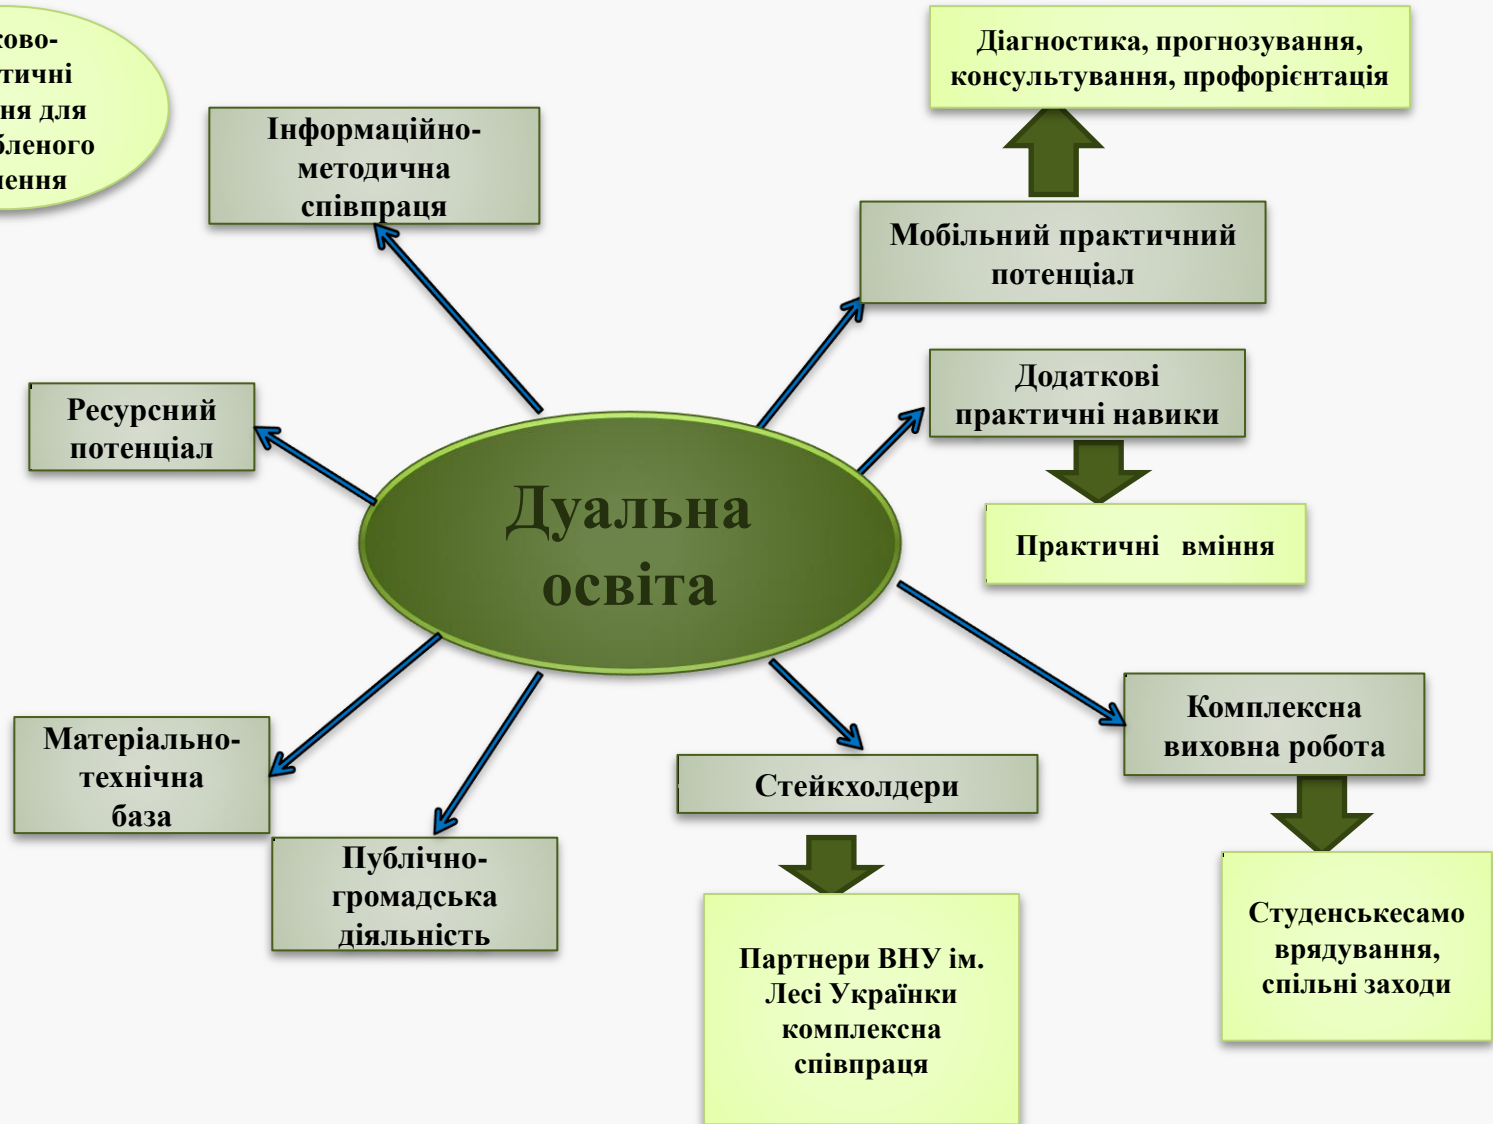 для
Діагностика, прогнозування,
консультування, профорієнтація
Інформаційно-
методична
співпраця
Мобільний практичний
потенціал
Додаткові
практичні навики
Ресурсний
потенціал
Дуальна
освіта
Практичні вміння
Комплексна
виховна робота
Матеріально-
технічна
база
Стейкхолдери
Публічно-
громадська
діяльність
Студенськесамо
врядування,
спільні заходи
Партнери ВНУ ім.
Лесі Українки
комплексна
співпраця